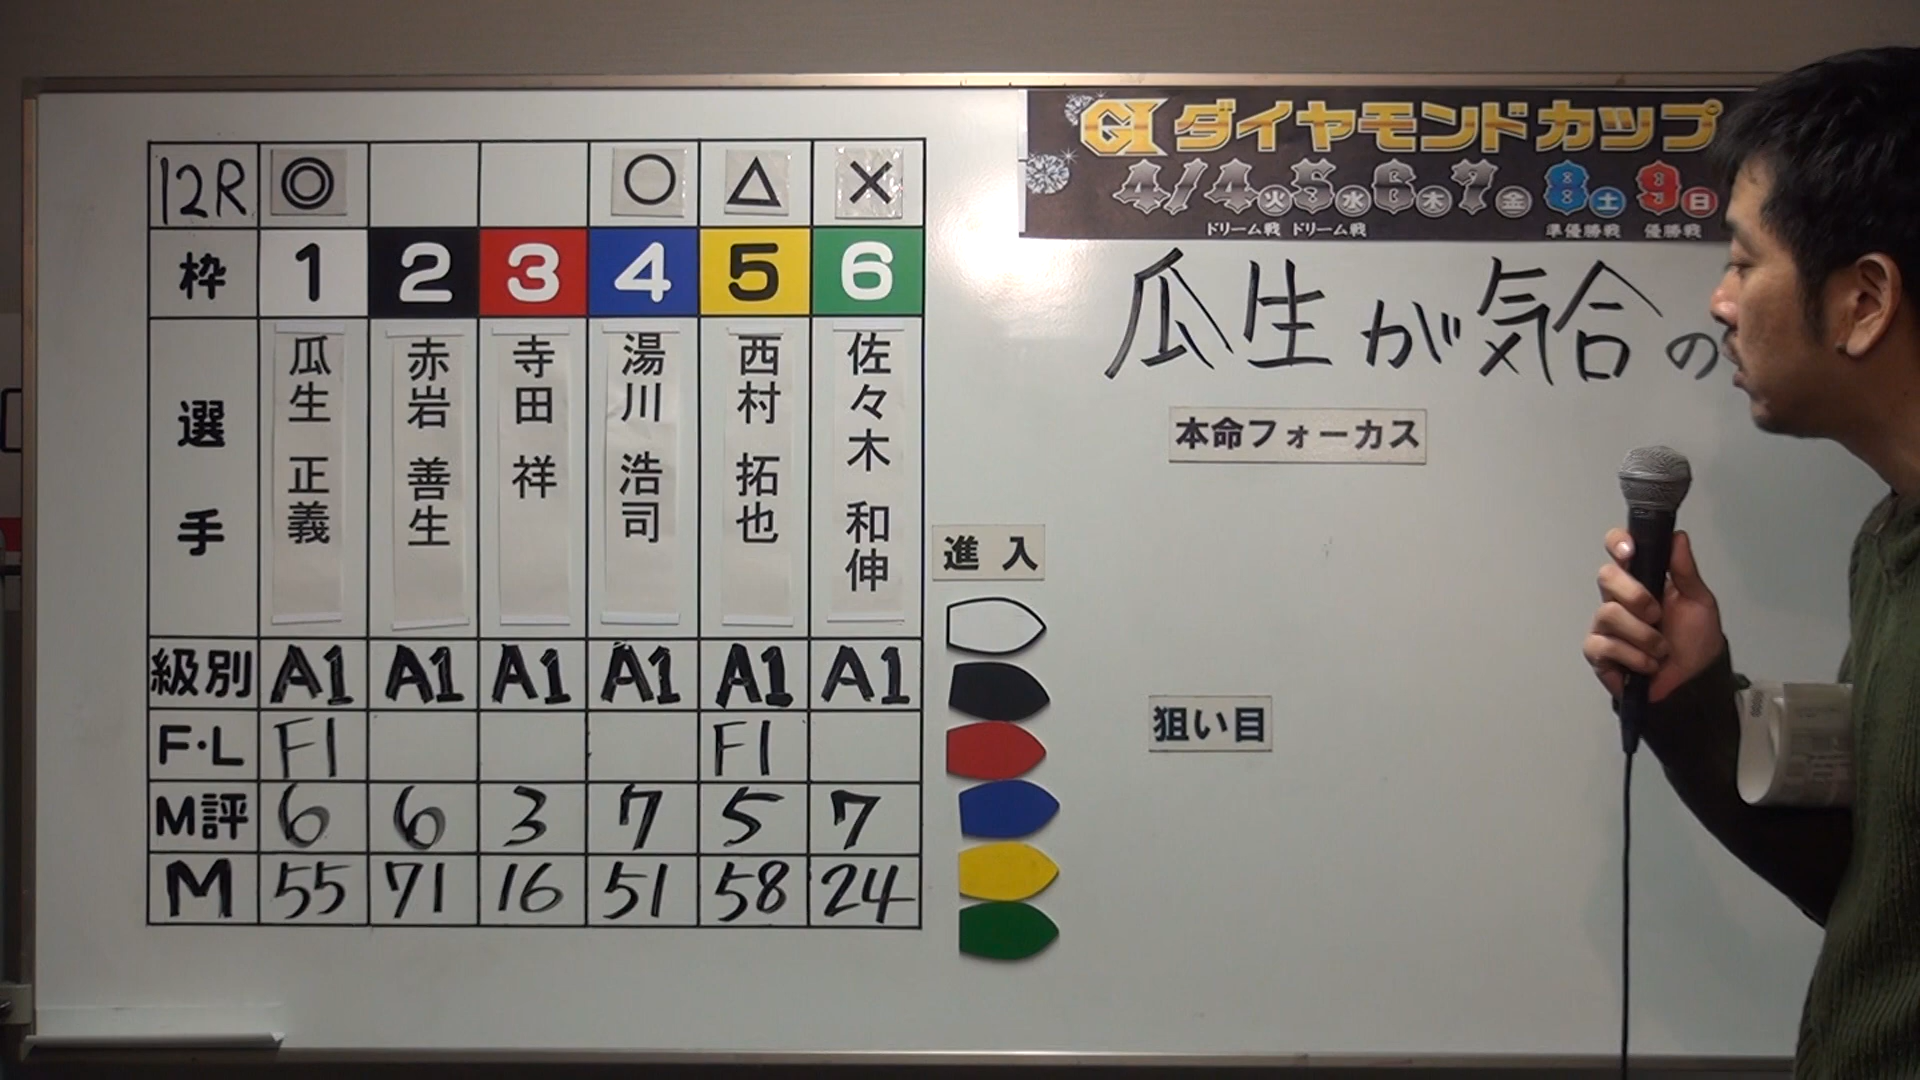 GI ダイヤモンドカップ
4/4火 5水 6木 7金 8土 9日
ドリーム戦 ドリーム戦 準優勝戦 優勝戦
12R ◎ ○ △ ×
枠 1 2 3 4 5 6
選手 瓜生 正義 赤岩 善生 寺田 祥 湯川 浩司 西村 拓也 佐々木 和伸
級別 A1 A1 A1 A1 A1 A1
F・L F1 F1
M評 6 6 3 7 5 7
M 55 71 16 51 58 24
進入
瓜生が気合の
本命フォーカス
狙い目